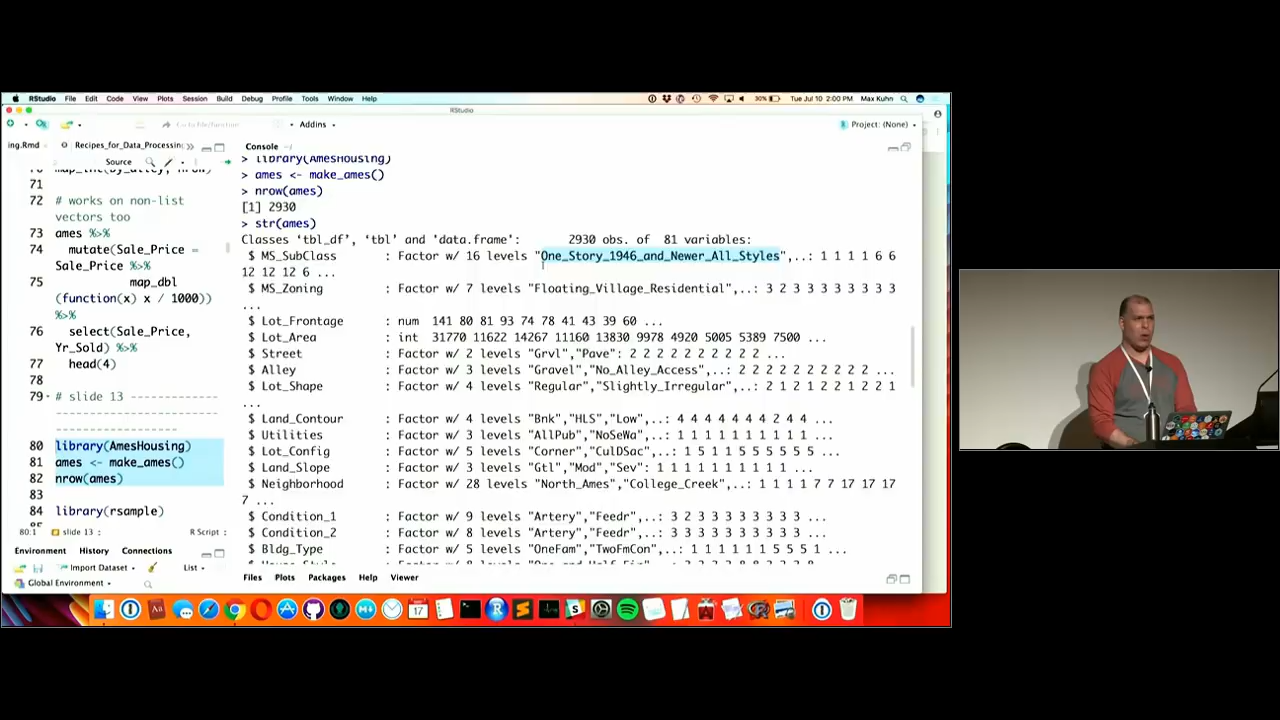 RStudio File Edit Code View Plots Session Build Debug Profile Tools Window Help 30% Tue Jul 10 2:00 PM Max Kuhn
RStudio
Go to file/function Addins Project: (None)
ing.Rmd Recipes_for_Data_Processin
Source
71
72 # works on non-list
vectors too
ames %>%
74 mutate(Sale_Price =
Sale_Price %>%
75 map_dbl
(function(x) x / 1000))
%>%
76 select(Sale_Price,
Yr_Sold) %>%
77 head(4)
78
79 # slide 13 -------------
-------------------------
-------------------
80 library(AmesHousing)
81 ames <- make_ames()
82 nrow(ames)
83
84 library(rsample)
80:1 slide 13 R Script
Environment History Connections
Import Dataset List
Global Environment
Console ~/
> library(AmesHousing)
> ames <- make_ames()
> nrow(ames)
[1] 2930
> str(ames)
Classes ‘tbl_df’, ‘tbl’ and 'data.frame': 2930 obs. of 81 variables:
$ MS_SubClass : Factor w/ 16 levels "One_Story_1946_and_Newer_All_Styles",..: 1 1 1 1 6 6
12 12 12 6 ...
$ MS_Zoning : Factor w/ 7 levels "Floating_Village_Residential",..: 3 2 3 3 3 3 3 3 3 3
...
$ Lot_Frontage : num 141 80 81 93 74 78 41 43 39 60 ...
$ Lot_Area : int 31770 11622 14267 11160 13830 9978 4920 5005 5389 7500 ...
$ Street : Factor w/ 2 levels "Grvl","Pave": 2 2 2 2 2 2 2 2 2 2 ...
$ Alley : Factor w/ 3 levels "Gravel","No_Alley_Access",..: 2 2 2 2 2 2 2 2 2 2 ...
$ Lot_Shape : Factor w/ 4 levels "Regular","Slightly_Irregular",..: 2 1 2 1 2 2 1 2 2 1
...
$ Land_Contour : Factor w/ 4 levels "Bnk","HLS","Low",..: 4 4 4 4 4 4 4 2 4 4 ...
$ Utilities : Factor w/ 3 levels "AllPub","NoSeWa",..: 1 1 1 1 1 1 1 1 1 1 ...
$ Lot_Config : Factor w/ 5 levels "Corner","CulDSac",..: 1 5 1 1 5 5 5 5 5 5 ...
$ Land_Slope : Factor w/ 3 levels "Gtl","Mod","Sev": 1 1 1 1 1 1 1 1 1 1 ...
$ Neighborhood : Factor w/ 28 levels "North_Ames","College_Creek",..: 1 1 1 1 7 7 17 17 17
7 ...
$ Condition_1 : Factor w/ 9 levels "Artery","Feedr",..: 3 2 3 3 3 3 3 3 3 3 ...
$ Condition_2 : Factor w/ 8 levels "Artery","Feedr",..: 3 3 3 3 3 3 3 3 3 3 ...
$ Bldg_Type : Factor w/ 5 levels "OneFam","TwoFmCon",..: 1 1 1 1 1 1 5 5 5 1 ...
Files Plots Packages Help Viewer